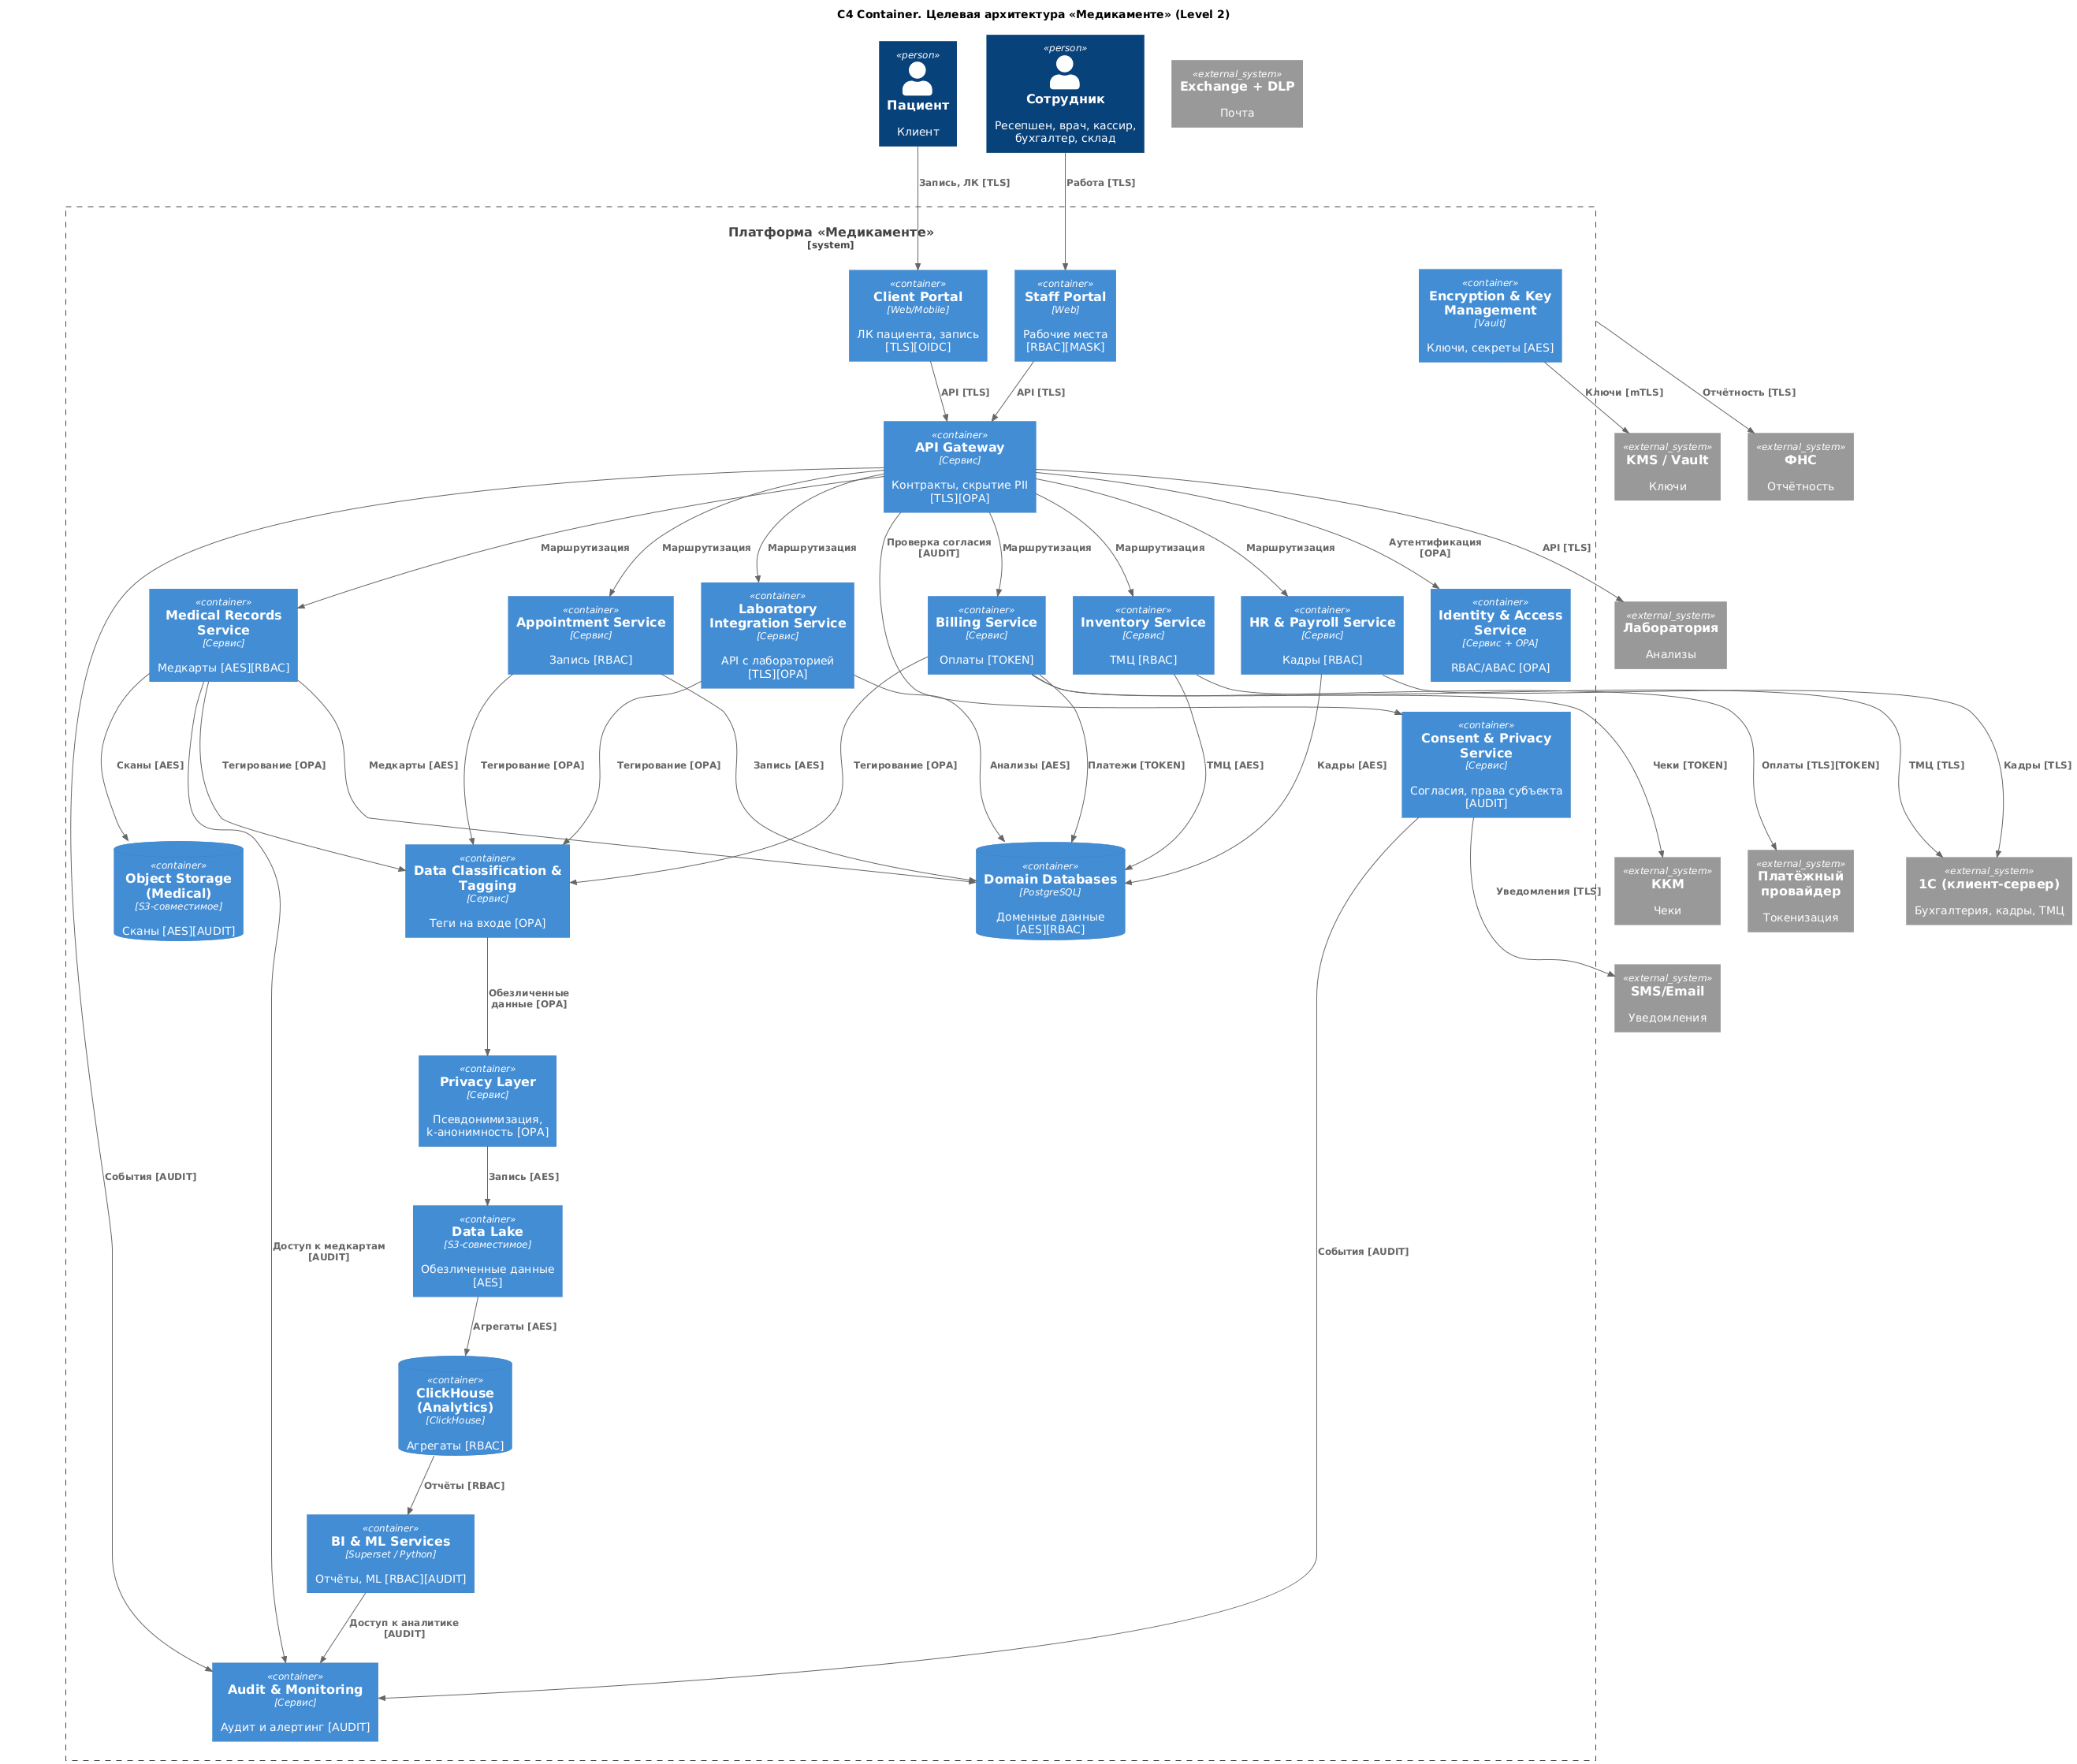 C4 Container. Целевая архитектура «Медикаменте» (Level 2)
«person»
Пациент
Клиент
«person»
Сотрудник
Ресепшен, врач, кассир,
бухгалтер, склад
«external_system»
Exchange + DLP
Почта
Запись, ЛК [TLS]
Работа [TLS]
Платформа «Медикаменте»
[system]
«container»
Client Portal
[Web/Mobile]
ЛК пациента, запись
[TLS][OIDC]
«container»
Staff Portal
[Web]
Рабочие места
[RBAC][MASK]
«container»
Encryption & Key
Management
[Vault]
Ключи, секреты [AES]
API [TLS]
API [TLS]
Ключи [mTLS]
Отчётность [TLS]
«container»
API Gateway
[Сервис]
Контракты, скрытие PII
[TLS][OPA]
«external_system»
KMS / Vault
Ключи
«external_system»
ФНС
Отчётность
Маршрутизация
Маршрутизация
Маршрутизация
Проверка согласия
[AUDIT]
Маршрутизация
Маршрутизация
Маршрутизация
Аутентификация
[OPA]
API [TLS]
«container»
Medical Records
Service
[Сервис]
Медкарты [AES][RBAC]
«container»
Appointment Service
[Сервис]
Запись [RBAC]
«container»
Laboratory
Integration Service
[Сервис]
API с лабораторией
[TLS][OPA]
«container»
Billing Service
[Сервис]
Оплаты [TOKEN]
«container»
Inventory Service
[Сервис]
ТМЦ [RBAC]
«container»
HR & Payroll Service
[Сервис]
Кадры [RBAC]
«container»
Identity & Access
Service
[Сервис + OPA]
RBAC/ABAC [OPA]
«external_system»
Лаборатория
Анализы
«container»
Consent & Privacy
Service
[Сервис]
Согласия, права субъекта
[AUDIT]
Сканы [AES]
Тегирование [OPA]
Медкарты [AES]
Тегирование [OPA]
Тегирование [OPA]
Запись [AES]
Тегирование [OPA]
Анализы [AES]
Платежи [TOKEN]
ТМЦ [AES]
Кадры [AES]
Чеки [TOKEN]
Оплаты [TLS][TOKEN]
ТМЦ [TLS]
Кадры [TLS]
«container»
Object Storage
(Medical)
[S3-совместимое]
Сканы [AES][AUDIT]
«container»
Data Classification &
Tagging
[Сервис]
Теги на входе [OPA]
«container»
Domain Databases
[PostgreSQL]
Доменные данные
[AES][RBAC]
Уведомления [TLS]
«external_system»
ККМ
Чеки
«external_system»
Платёжный
провайдер
Токенизация
«external_system»
1С (клиент-сервер)
Бухгалтерия, кадры, ТМЦ
Обезличенные
данные [OPA]
«external_system»
SMS/Email
Уведомления
«container»
Privacy Layer
[Сервис]
Псевдонимизация,
k-анонимность [OPA]
События [AUDIT]
Запись [AES]
Доступ к медкартам
[AUDIT]
«container»
Data Lake
[S3-совместимое]
Обезличенные данные
[AES]
События [AUDIT]
Агрегаты [AES]
«container»
ClickHouse
(Analytics)
[ClickHouse]
Агрегаты [RBAC]
Отчёты [RBAC]
«container»
BI & ML Services
[Superset / Python]
Отчёты, ML [RBAC][AUDIT]
Доступ к аналитике
[AUDIT]
«container»
Audit & Monitoring
[Сервис]
Аудит и алертинг [AUDIT]